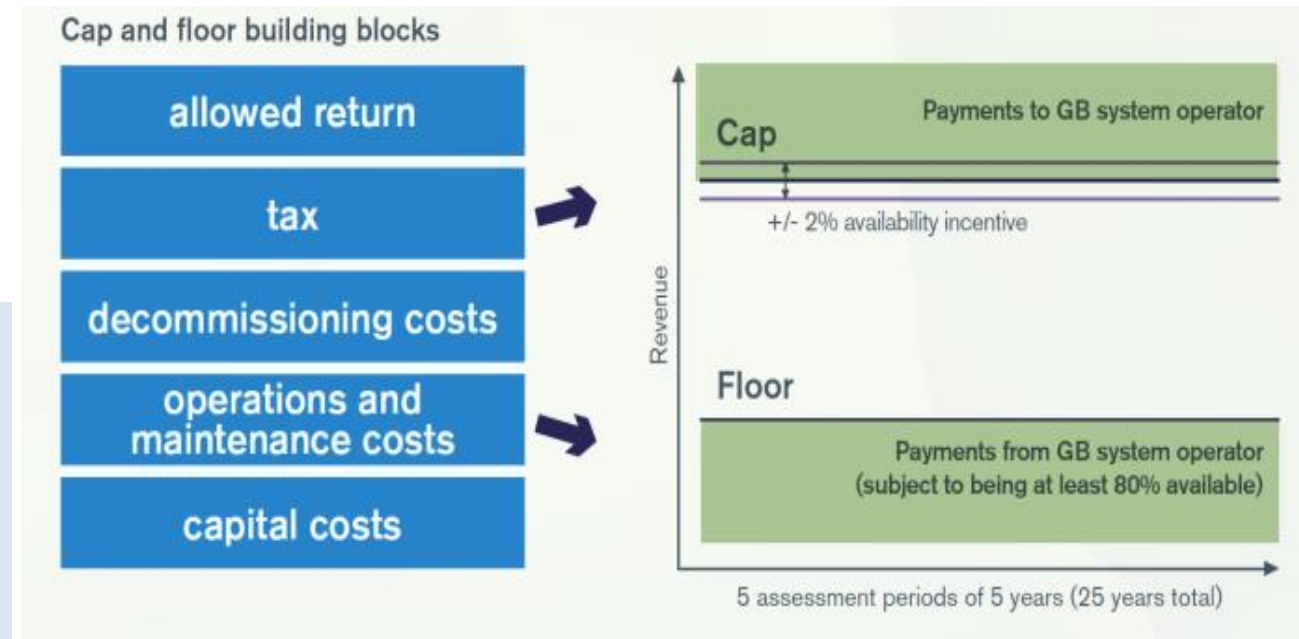 Cap and floor building blocks
allowed return
tax
decommissioning costs
operations and
maintenance costs
capital costs
Payments to GB system operator
Cap
+/- 2% availability incentive
Revenue
Floor
Payments from GB system operator
(subject to being at least 80% available)
5 assessment periods of 5 years (25 years total)